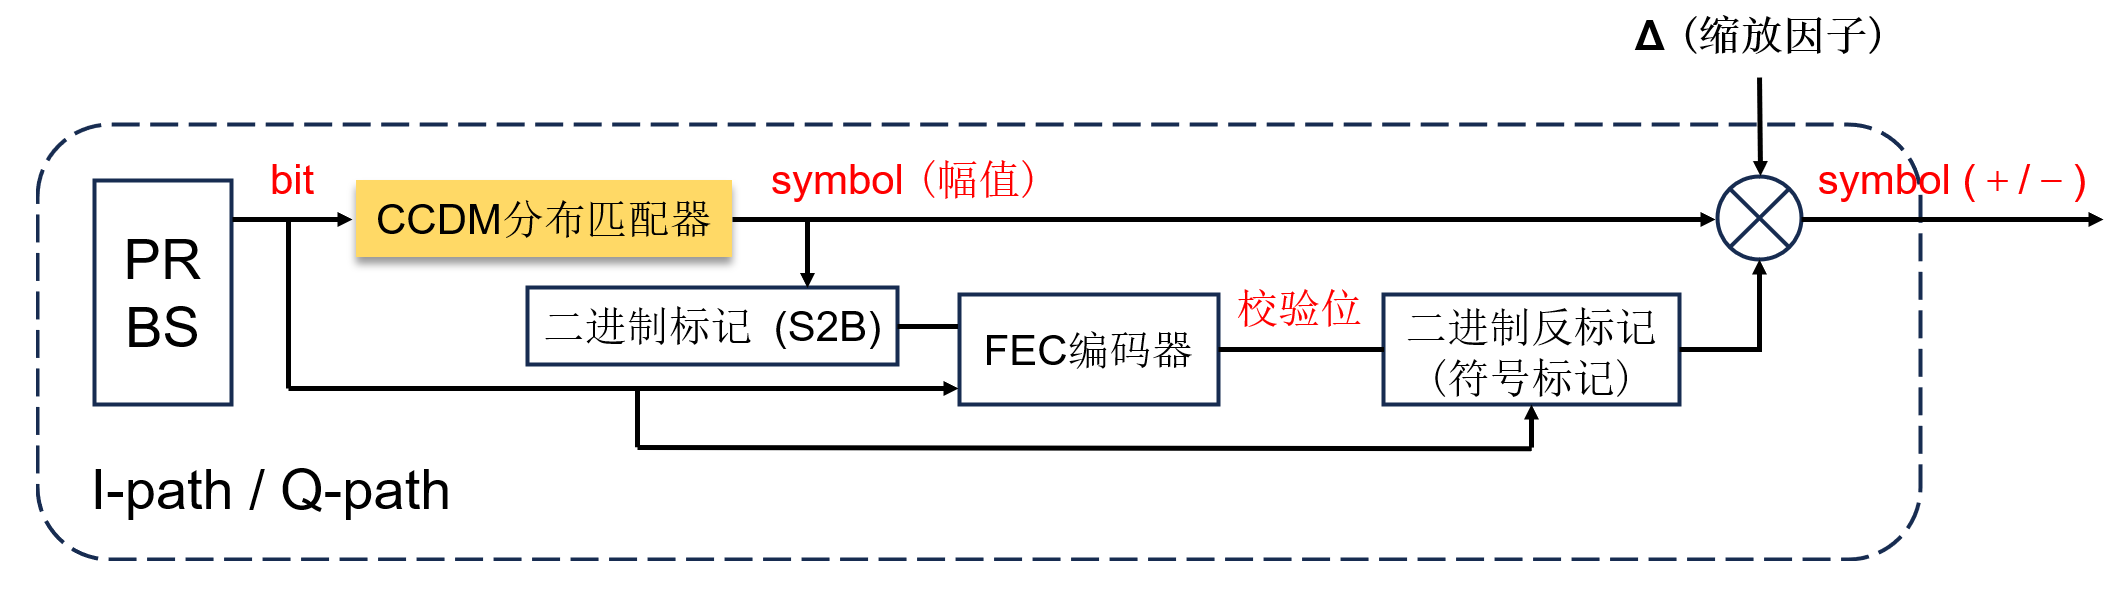 Δ（缩放因子）
bit
symbol（幅值）
symbol (＋/－)
PR
BS
CCDM分布匹配器
二进制标记 (S2B)
FEC编码器
校验位
二进制反标记
（符号标记）
I-path / Q-path